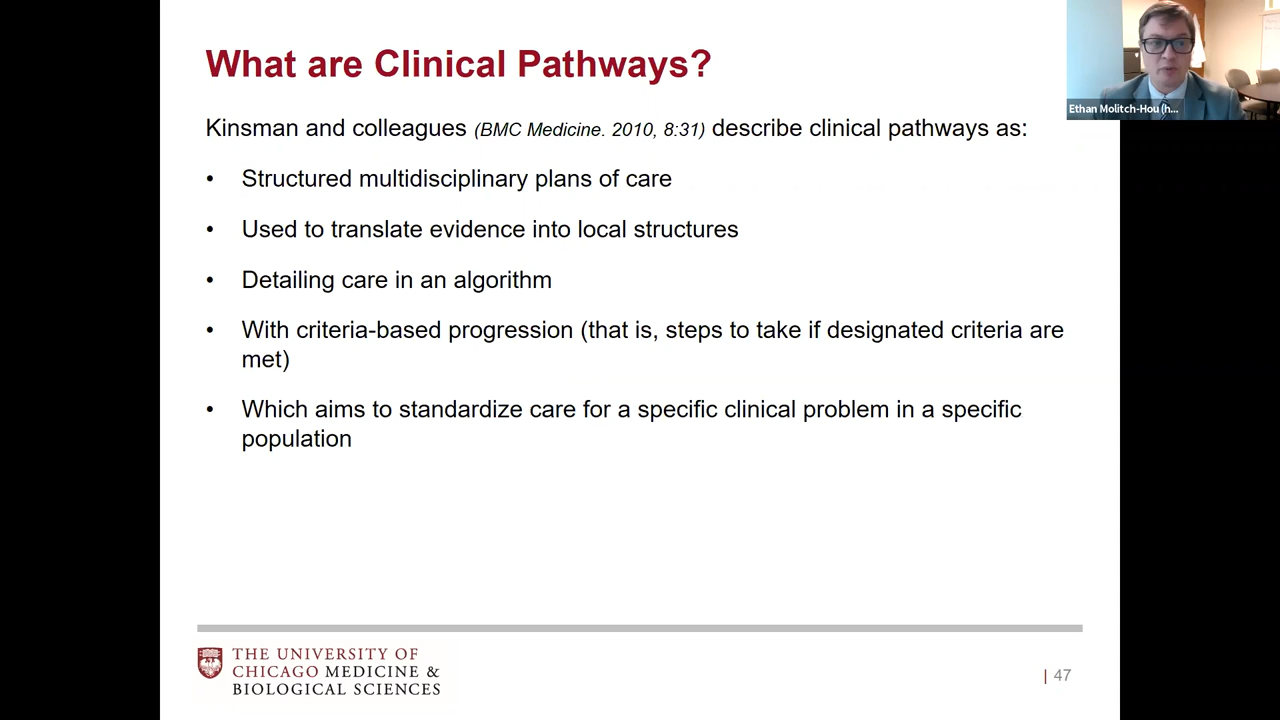 What are Clinical Pathways?
Ethan Molitch-Hou (h...
Kinsman and colleagues (BMC Medicine. 2010, 8:31) describe clinical pathways as:
• Structured multidisciplinary plans of care
• Used to translate evidence into local structures
• Detailing care in an algorithm
• With criteria-based progression (that is, steps to take if designated criteria are
met)
• Which aims to standardize care for a specific clinical problem in a specific
population
THE UNIVERSITY OF
CHICAGO MEDICINE &
BIOLOGICAL SCIENCES
| 47